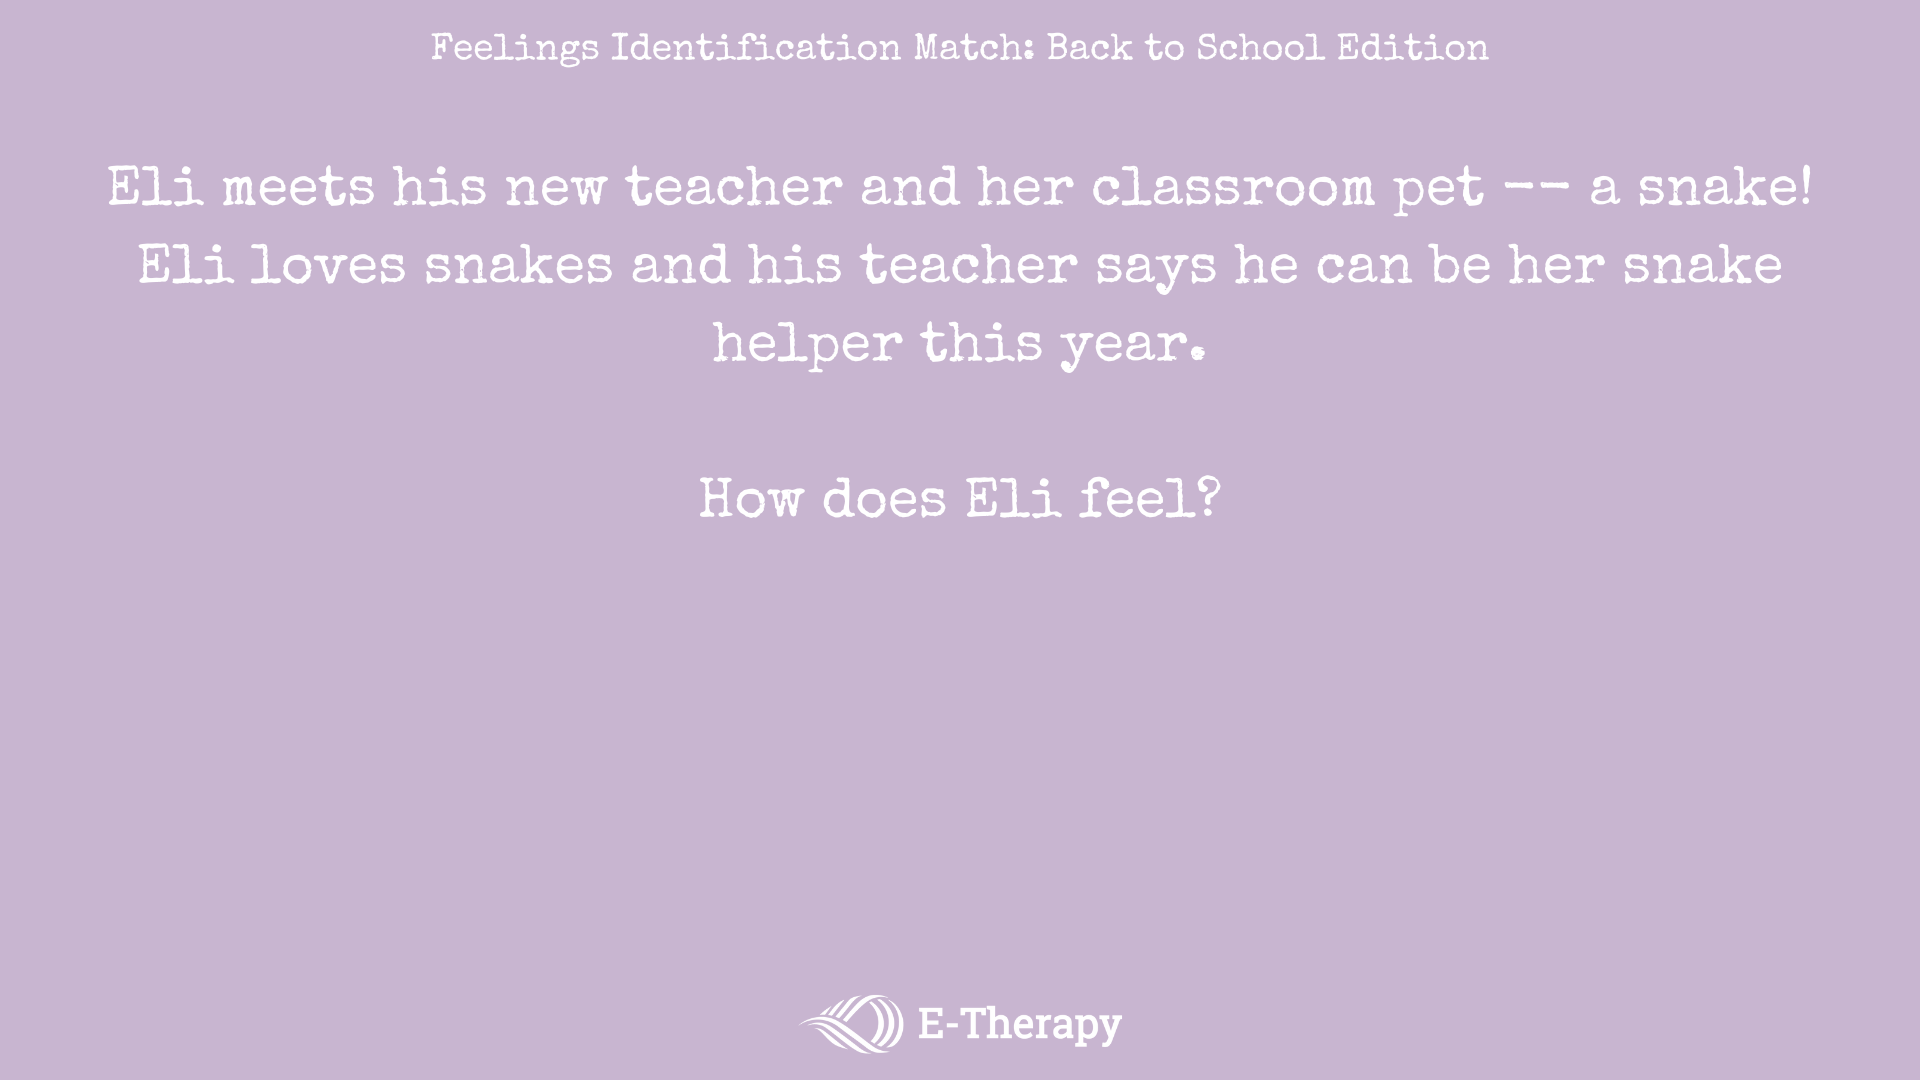 Feelings Identification Match: Back to School Edition
Eli meets his new teacher and her classroom pet -- a snake!
Eli loves snakes and his teacher says he can be her snake
helper this year.
How does Eli feel?
E-Therapy